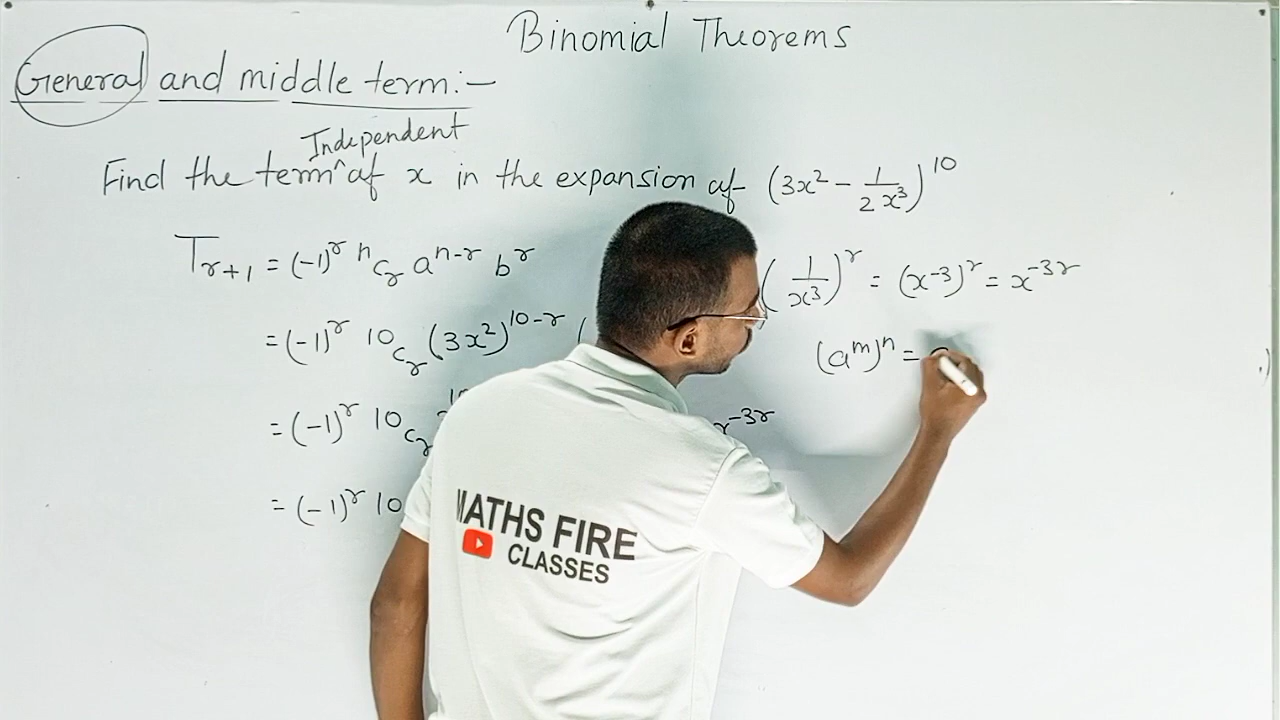 Binomial Theorems
General and middle term:-
Independent
Find the term^of x in the expansion of (3x² - 1/2x³)¹⁰
Tᵣ₊₁ = (-1)ʳ ⁿCᵣ aⁿ⁻ʳ bʳ
(1/x³)ʳ = (x⁻³)ʳ = x⁻³ʳ
= (-1)ʳ 10Cᵣ (3x²)¹⁰⁻ʳ (
(aᵐ)ⁿ =
= (-1)ʳ 10Cᵣ x⁻³ʳ
= (-1)ʳ 10
MATHS FIRE
CLASSES